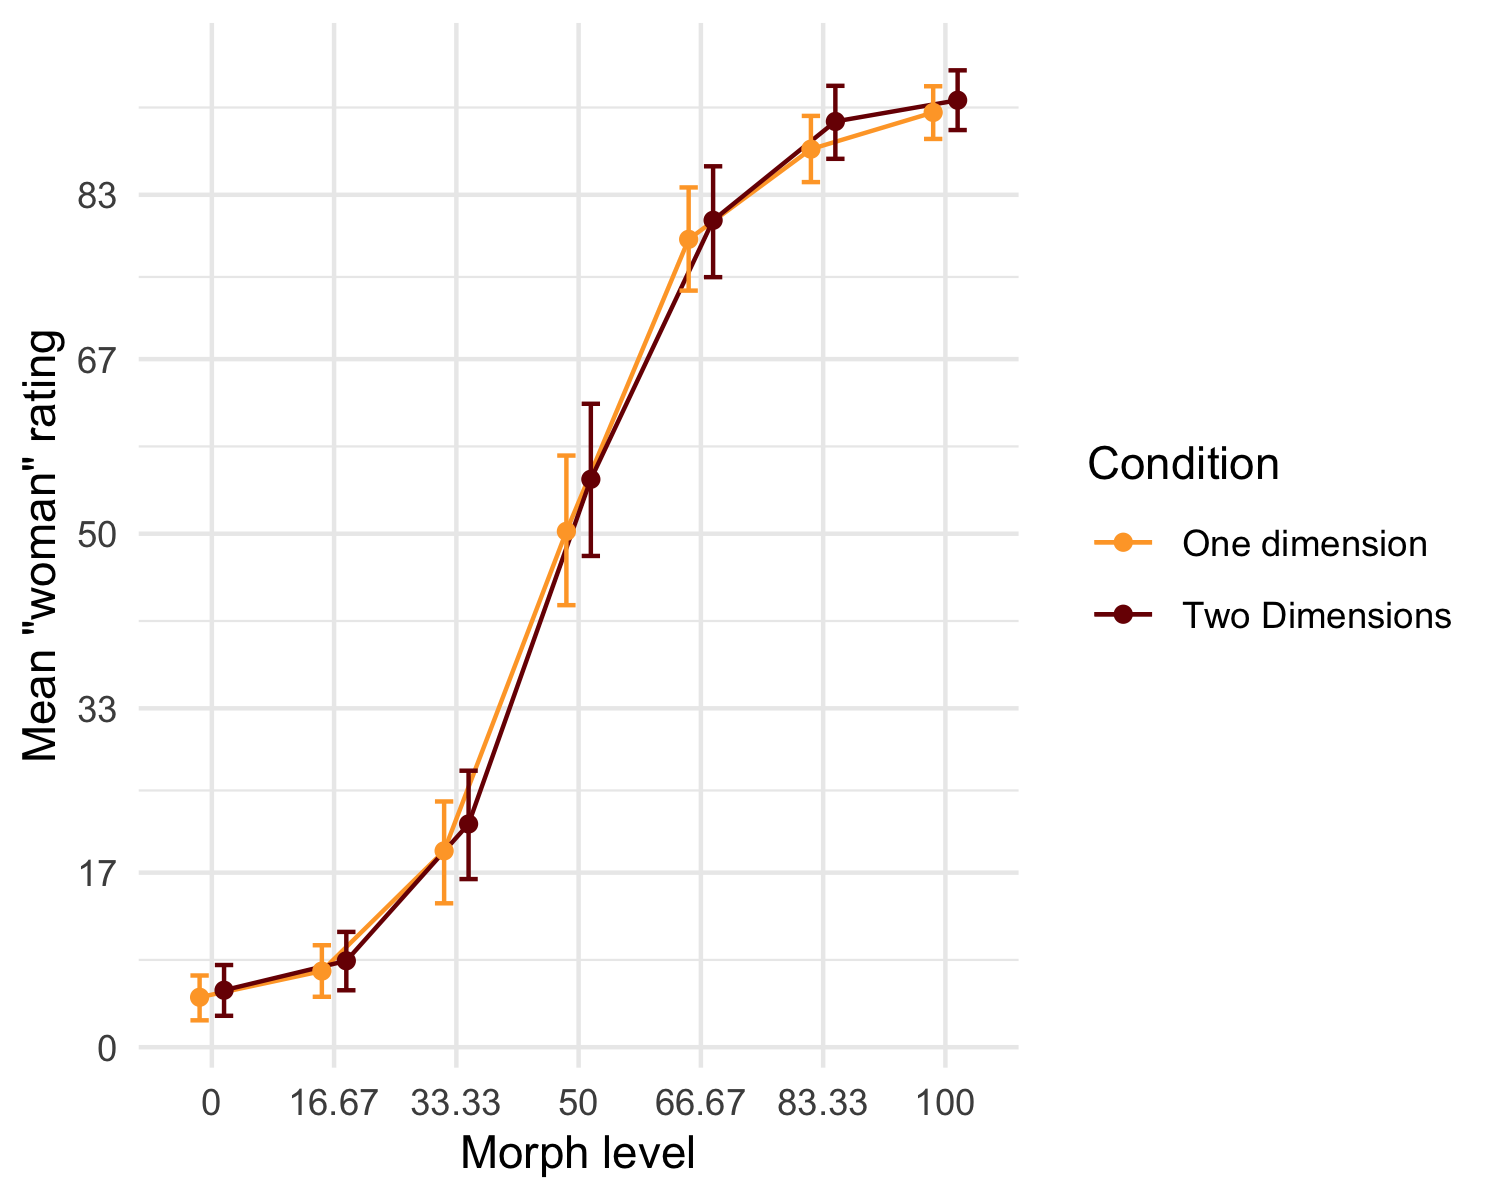 Mean "woman" rating
83
67
50
33
17
0
0 16.67 33.33 50 66.67 83.33 100
Morph level
Condition
One dimension
Two Dimensions